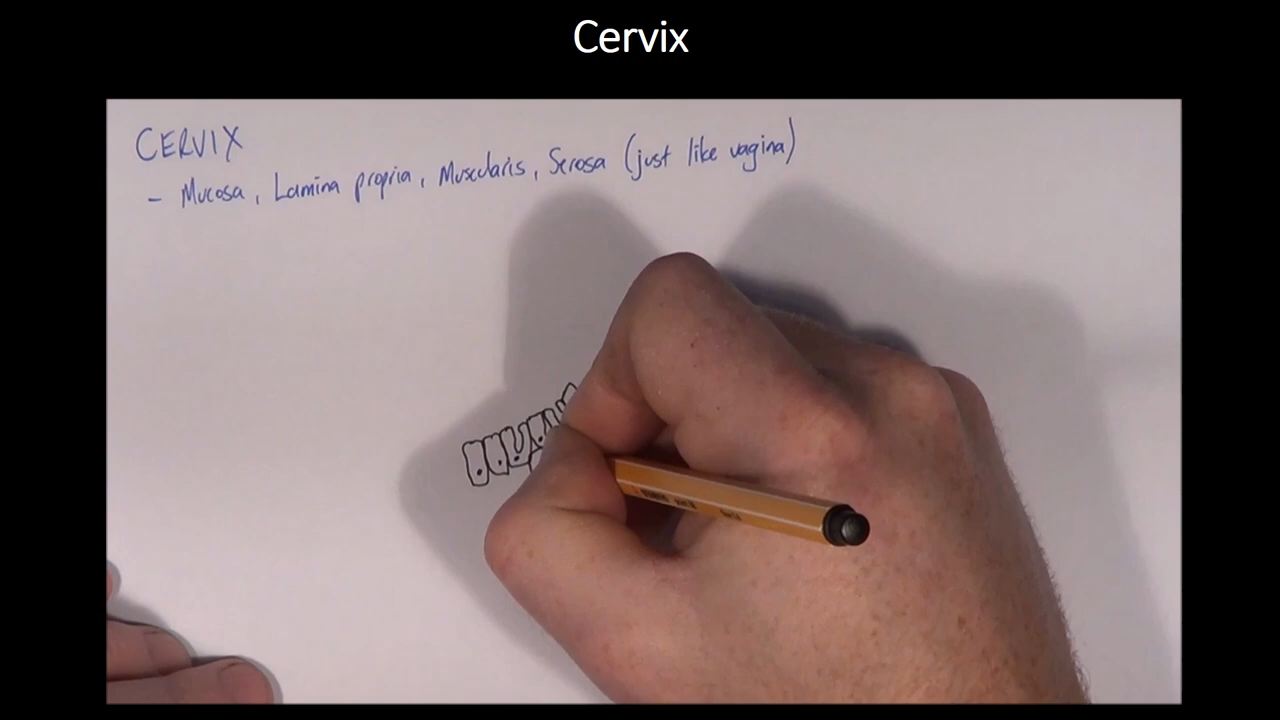 Cervix
CERVIX
- Mucosa, Lamina propria, Muscularis, Serosa (just like vagina)